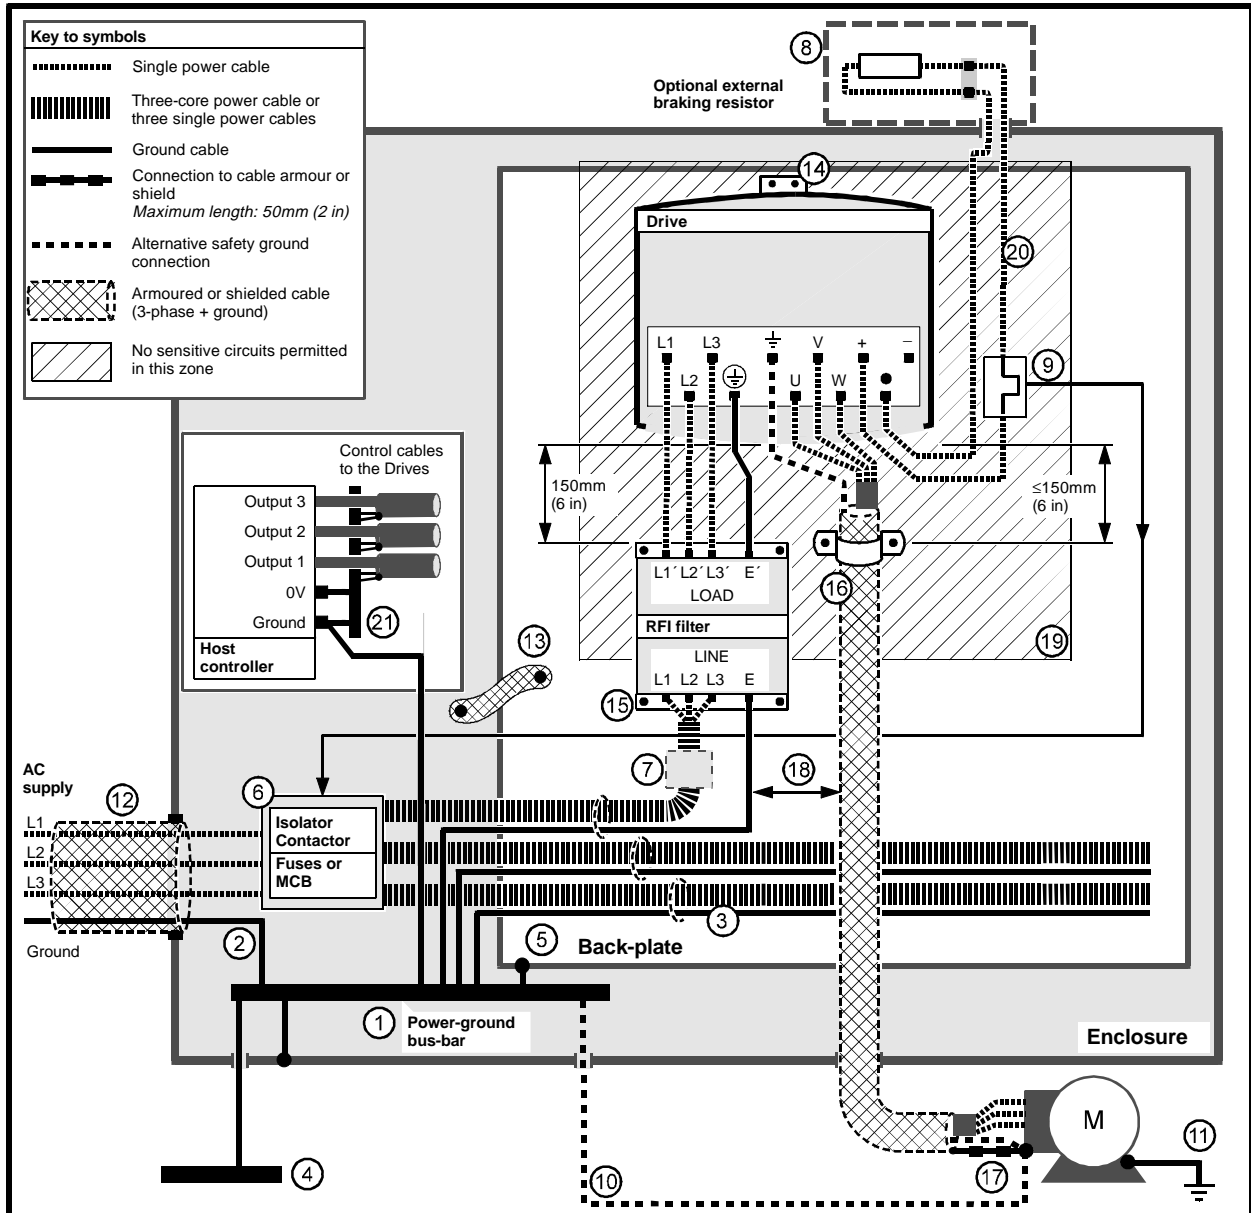 Key to symbols
Single power cable
Three-core power cable or
three single power cables
Ground cable
Connection to cable armour or
shield
Maximum length: 50mm (2 in)
Alternative safety ground
connection
Armoured or shielded cable
(3-phase + ground)
No sensitive circuits permitted
in this zone
8
Optional external
braking resistor
14
Drive
20
L1 L3 V + −
L2 U W
9
Control cables
to the Drives
Output 3
Output 2
Output 1
0V
Ground
21
Host
controller
150mm
(6 in)
≤150mm
(6 in)
L1´ L2´ L3´ E´
LOAD
RFI filter
LINE
L1 L2 L3 E
16
13
19
15
7
18
AC
supply
12
6
L1
L2
L3
Isolator
Contactor
Fuses or
MCB
3
Ground
2
5
Back-plate
1
Power-ground
bus-bar
Enclosure
4
10
17
M
11